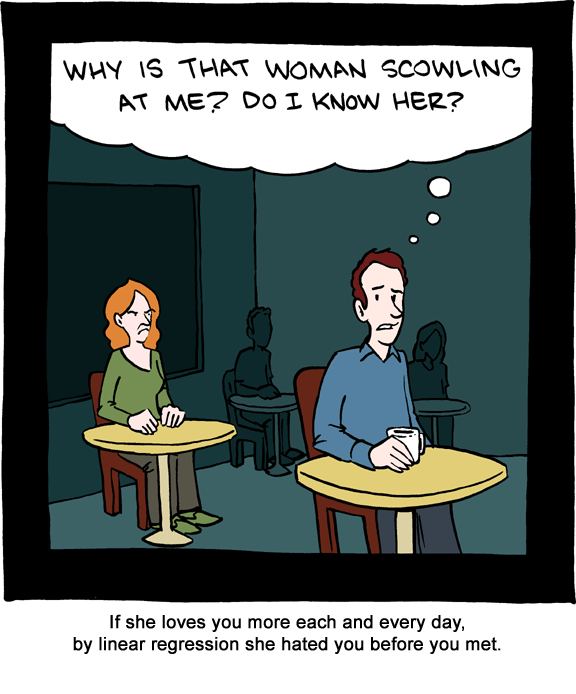 WHY IS THAT WOMAN SCOWLING
AT ME? DO I KNOW HER?
If she loves you more each and every day,
by linear regression she hated you before you met.